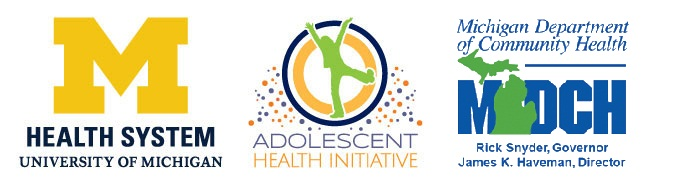 M
HEALTH SYSTEM
UNIVERSITY OF MICHIGAN
ADOLESCENT
HEALTH INITIATIVE
Michigan Department
of Community Health
MDCH
Rick Snyder, Governor
James K. Haveman, Director